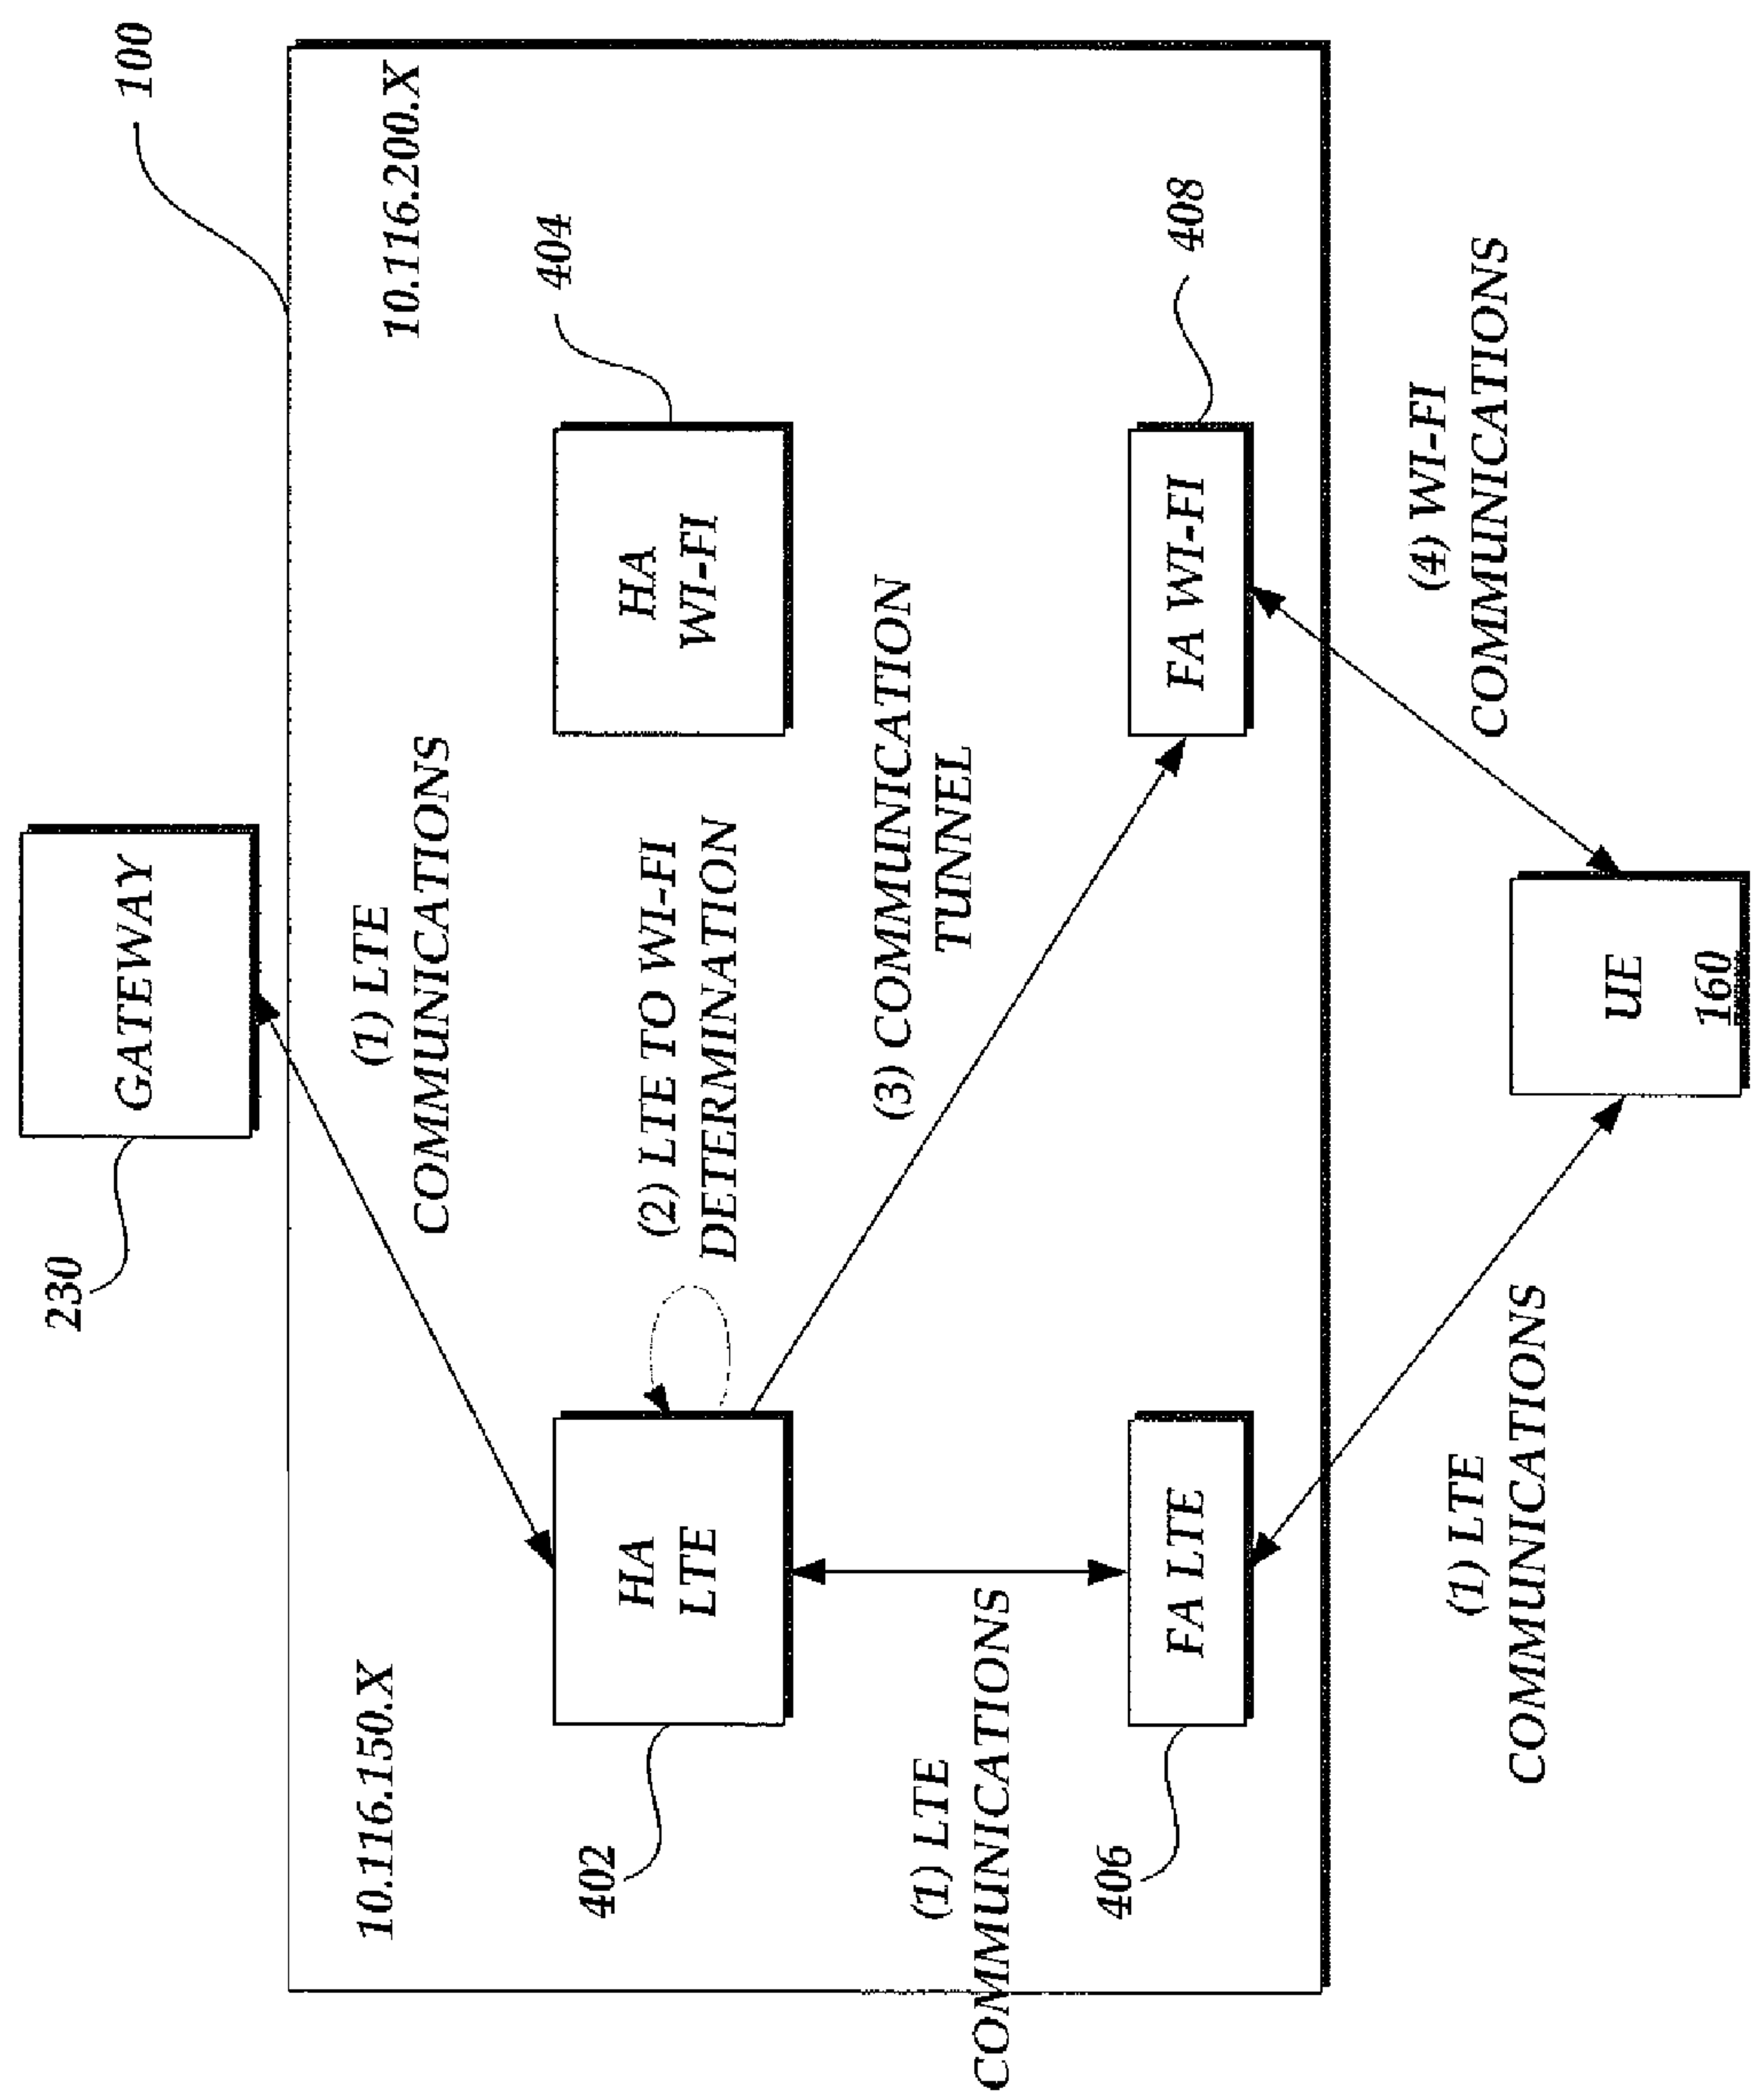 230
GATEWAY
100
10.116.150.X
(1) LTE
COMMUNICATIONS
10.116.200.X
402
HA
LTE
(2) LTE TO WI-FI
DETERMINATION
HA
WI-FI
404
(1) LTE
COMMUNICATIONS
(3) COMMUNICATION
TUNNEL
406
FA LTE
FA WI-FI
408
(1) LTE
COMMUNICATIONS
UE
160
(4) WI-FI
COMMUNICATIONS